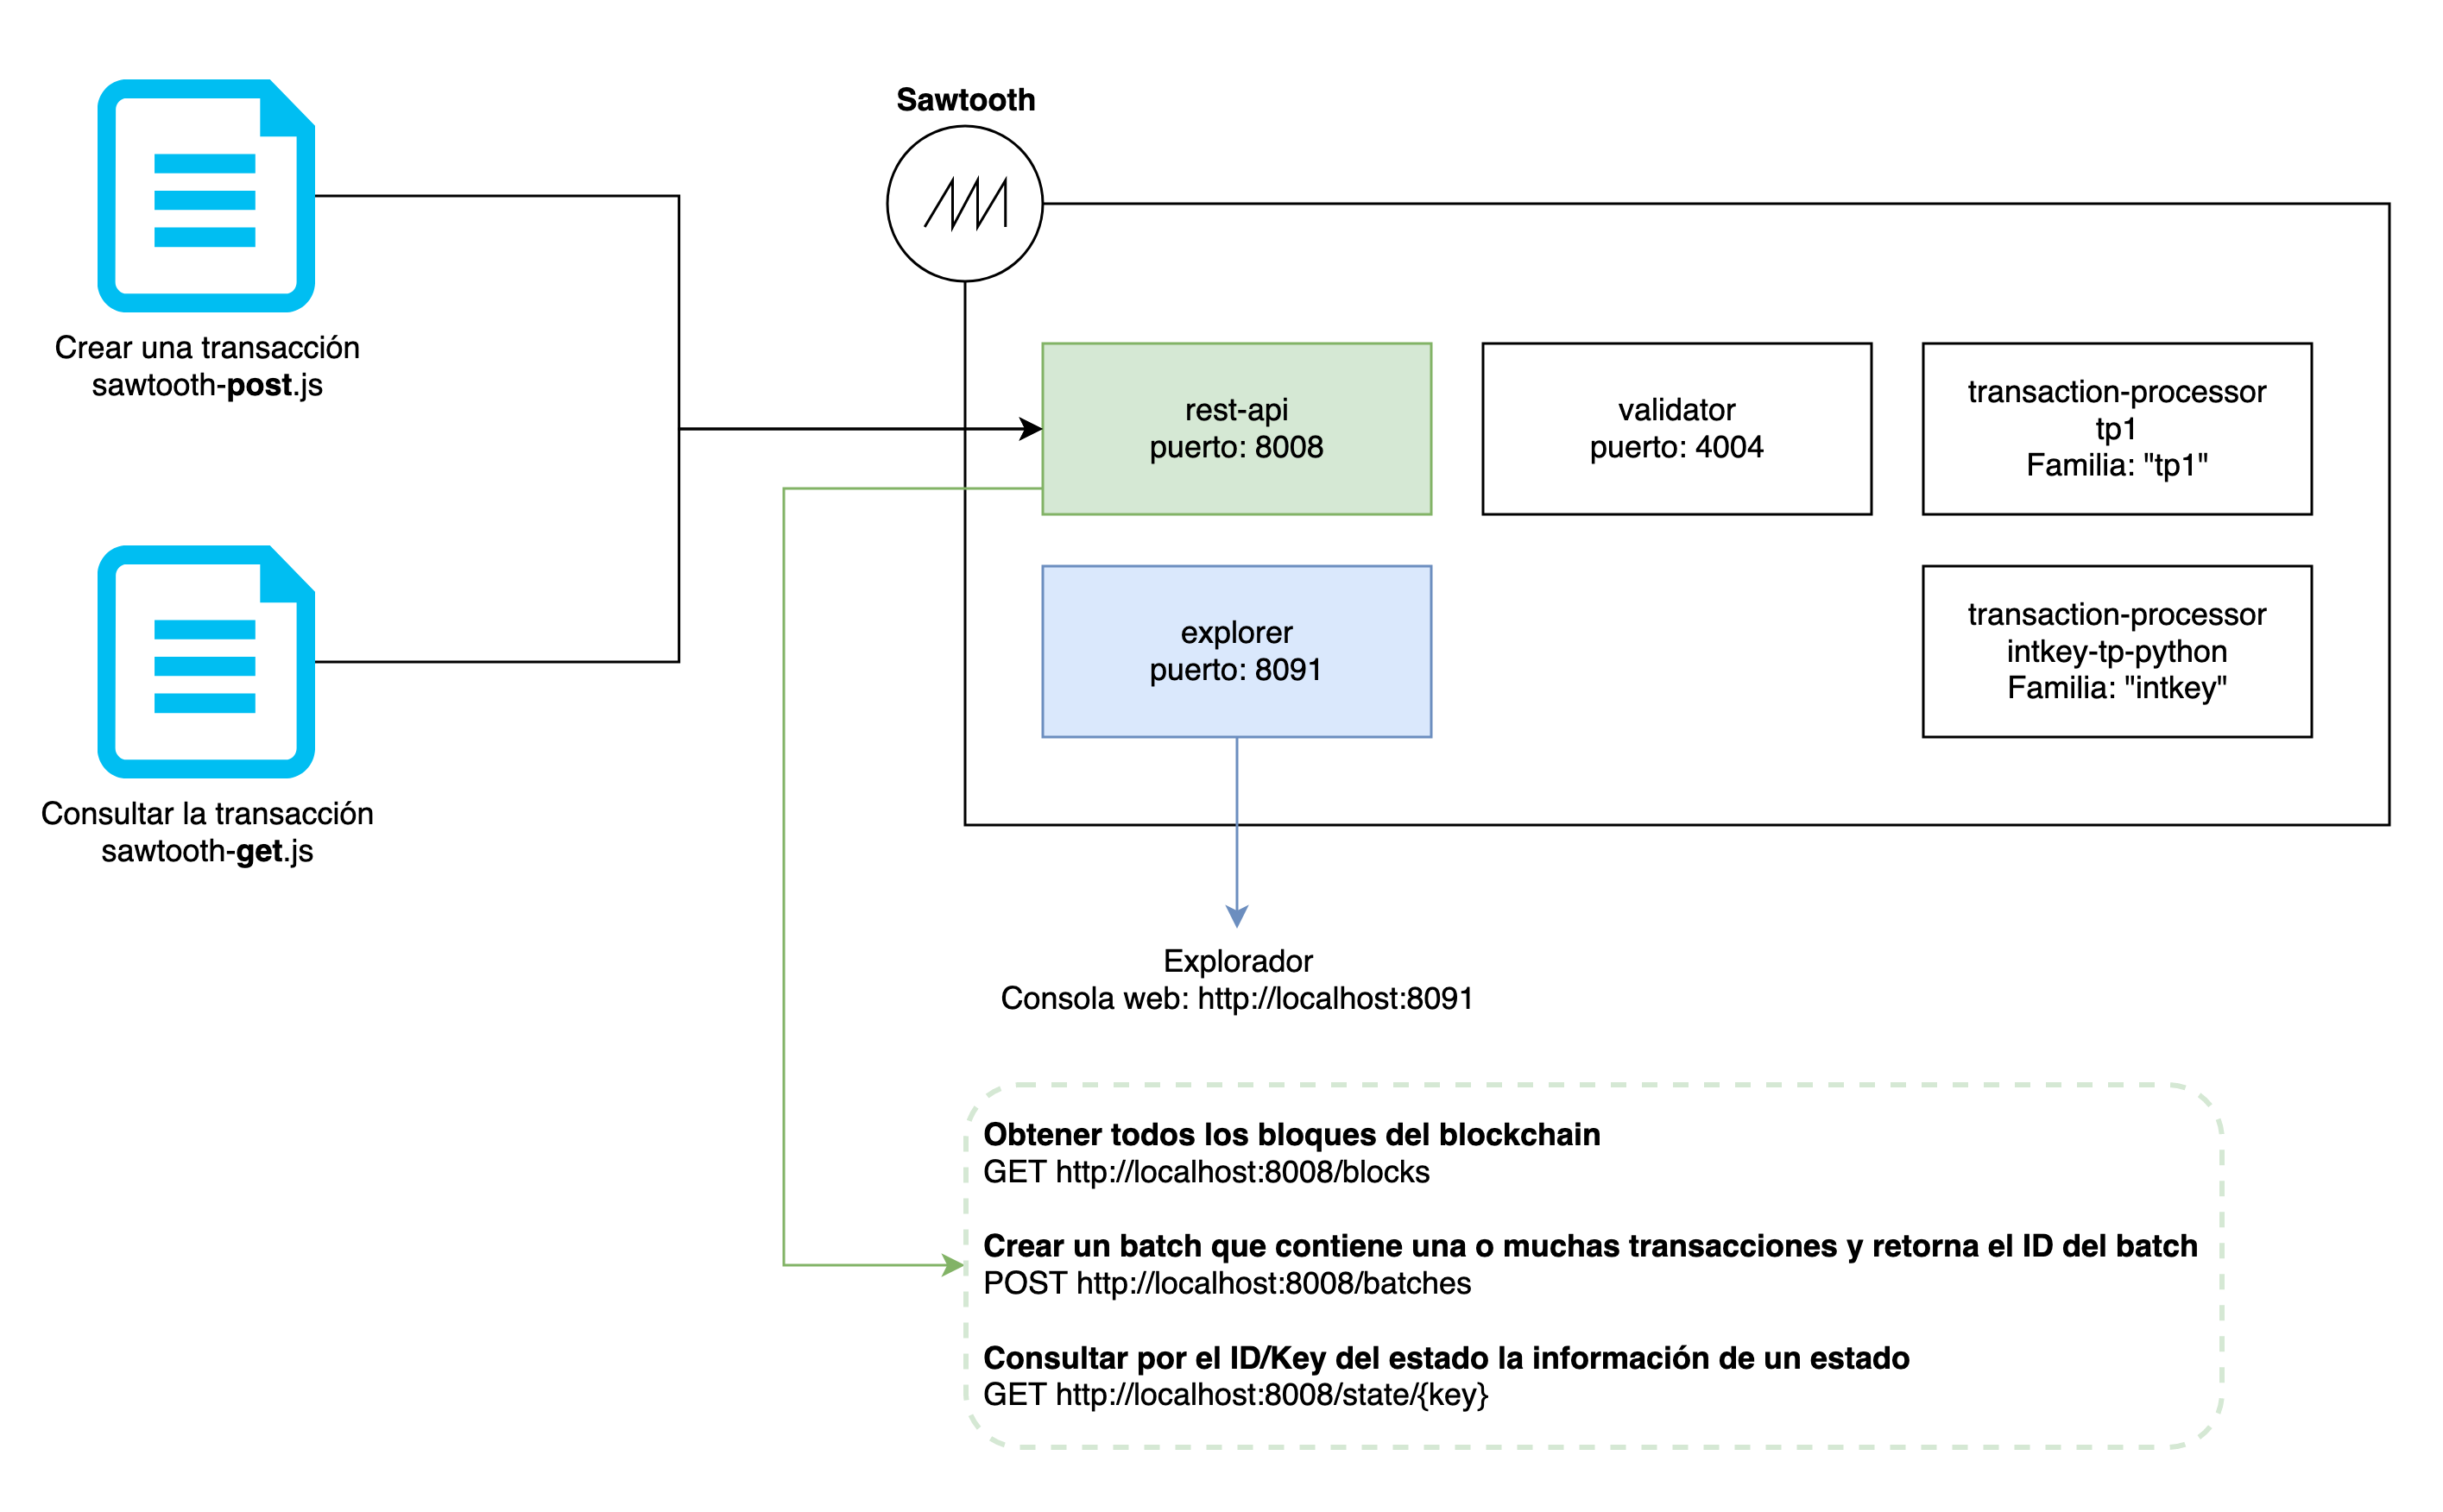 Crear una transacción
sawtooth-post.js
Consultar la transacción
sawtooth-get.js
Sawtooth
rest-api
puerto: 8008
validator
puerto: 4004
transaction-processor
tp1
Familia: "tp1"
explorer
puerto: 8091
transaction-processor
intkey-tp-python
Familia: "intkey"
Explorador
Consola web: http://localhost:8091
Obtener todos los bloques del blockchain
GET http://localhost:8008/blocks
Crear un batch que contiene una o muchas transacciones y retorna el ID del batch
POST http://localhost:8008/batches
Consultar por el ID/Key del estado la información de un estado
GET http://localhost:8008/state/{key}